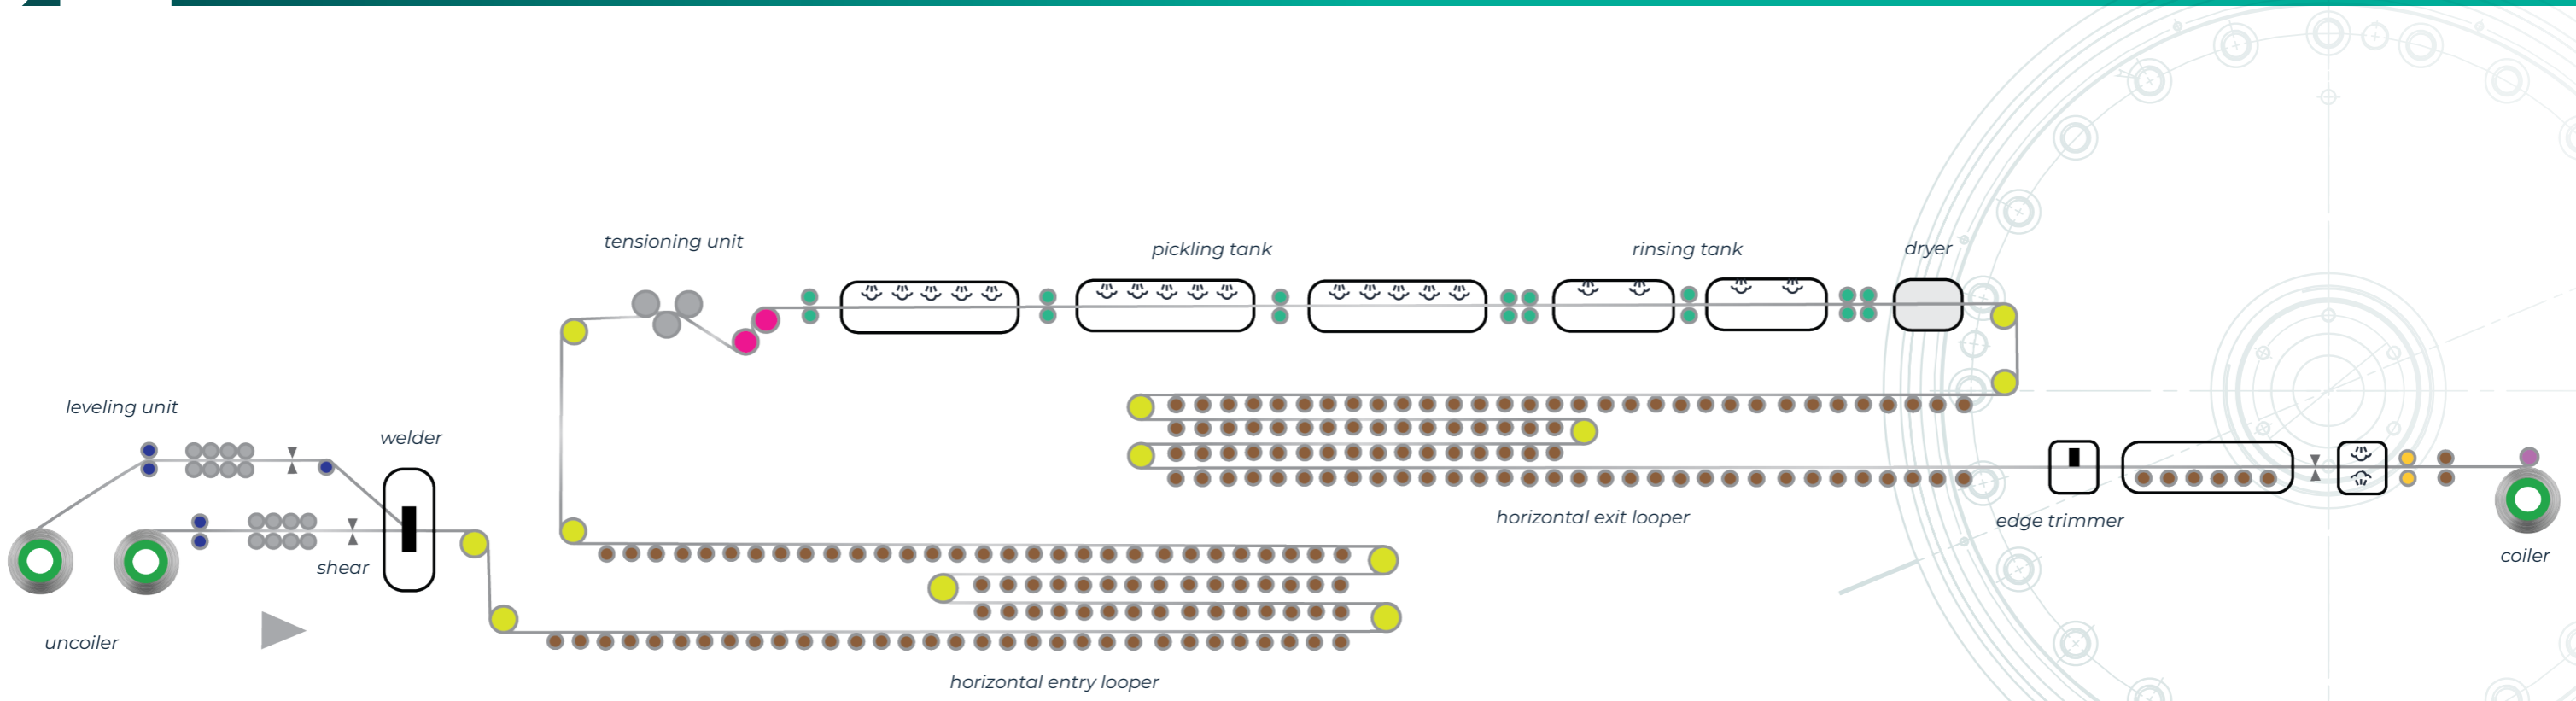 tensioning unit
pickling tank
rinsing tank
dryer
leveling unit
welder
shear
uncoiler
horizontal entry looper
horizontal exit looper
edge trimmer
coiler